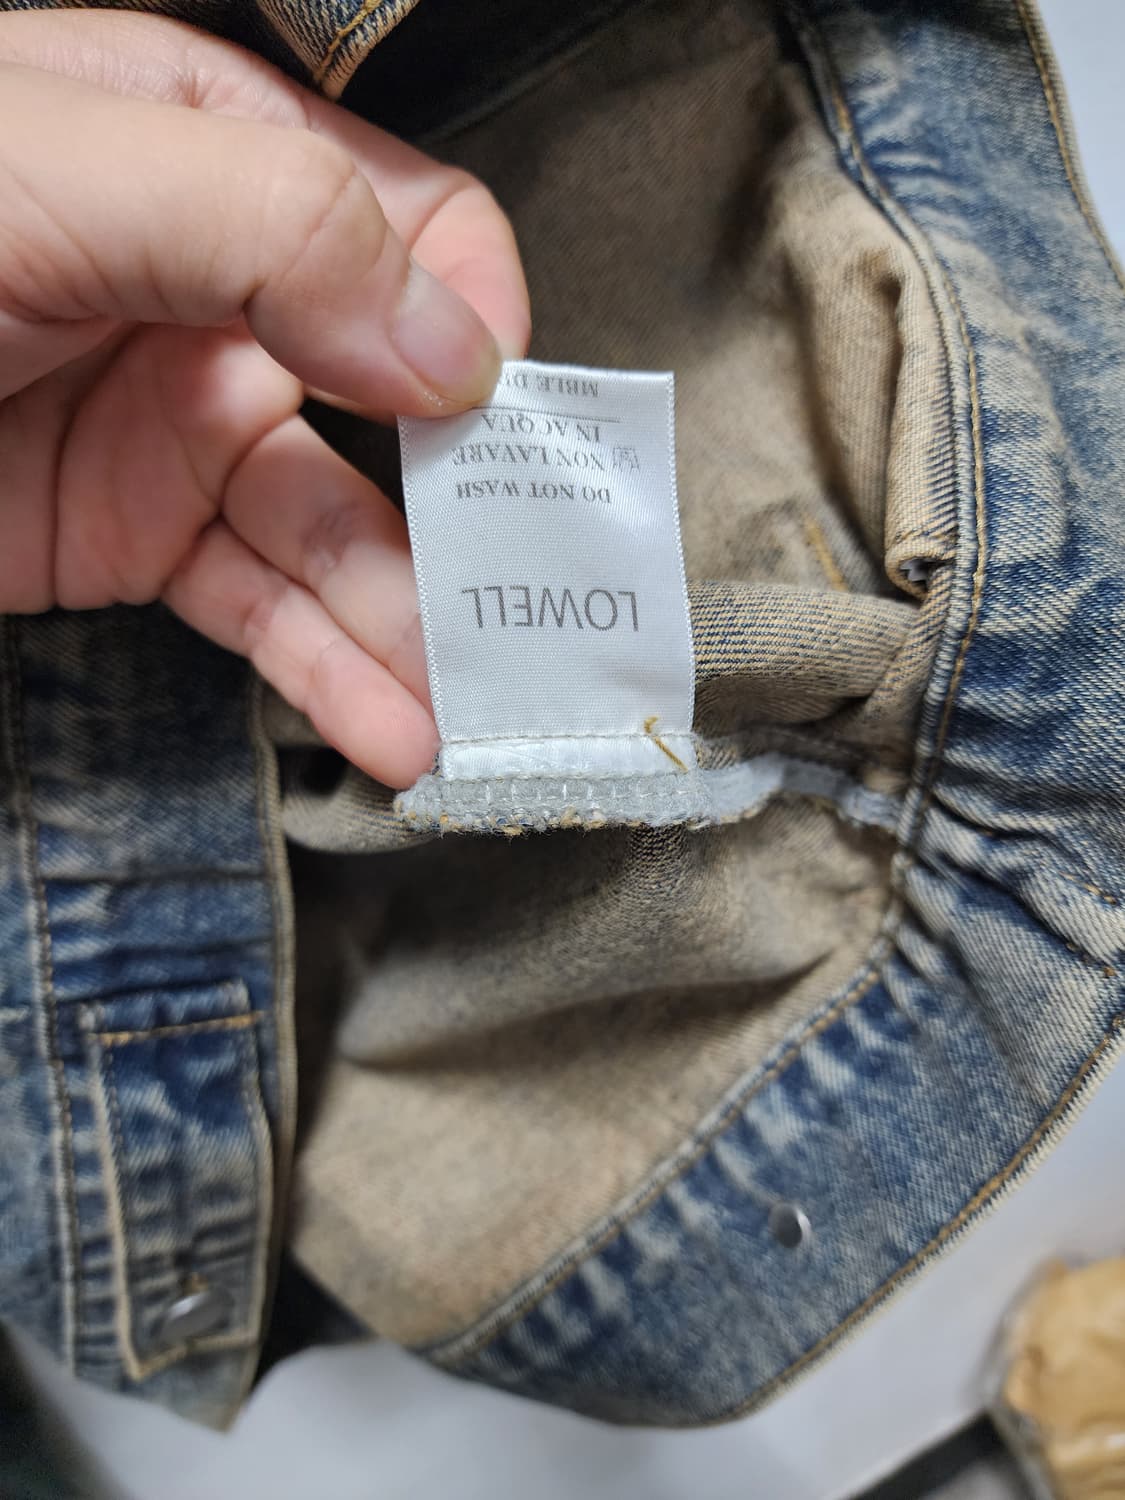 LOWELL
DO NOT WASH
NON LAVARE
IN ACQUA